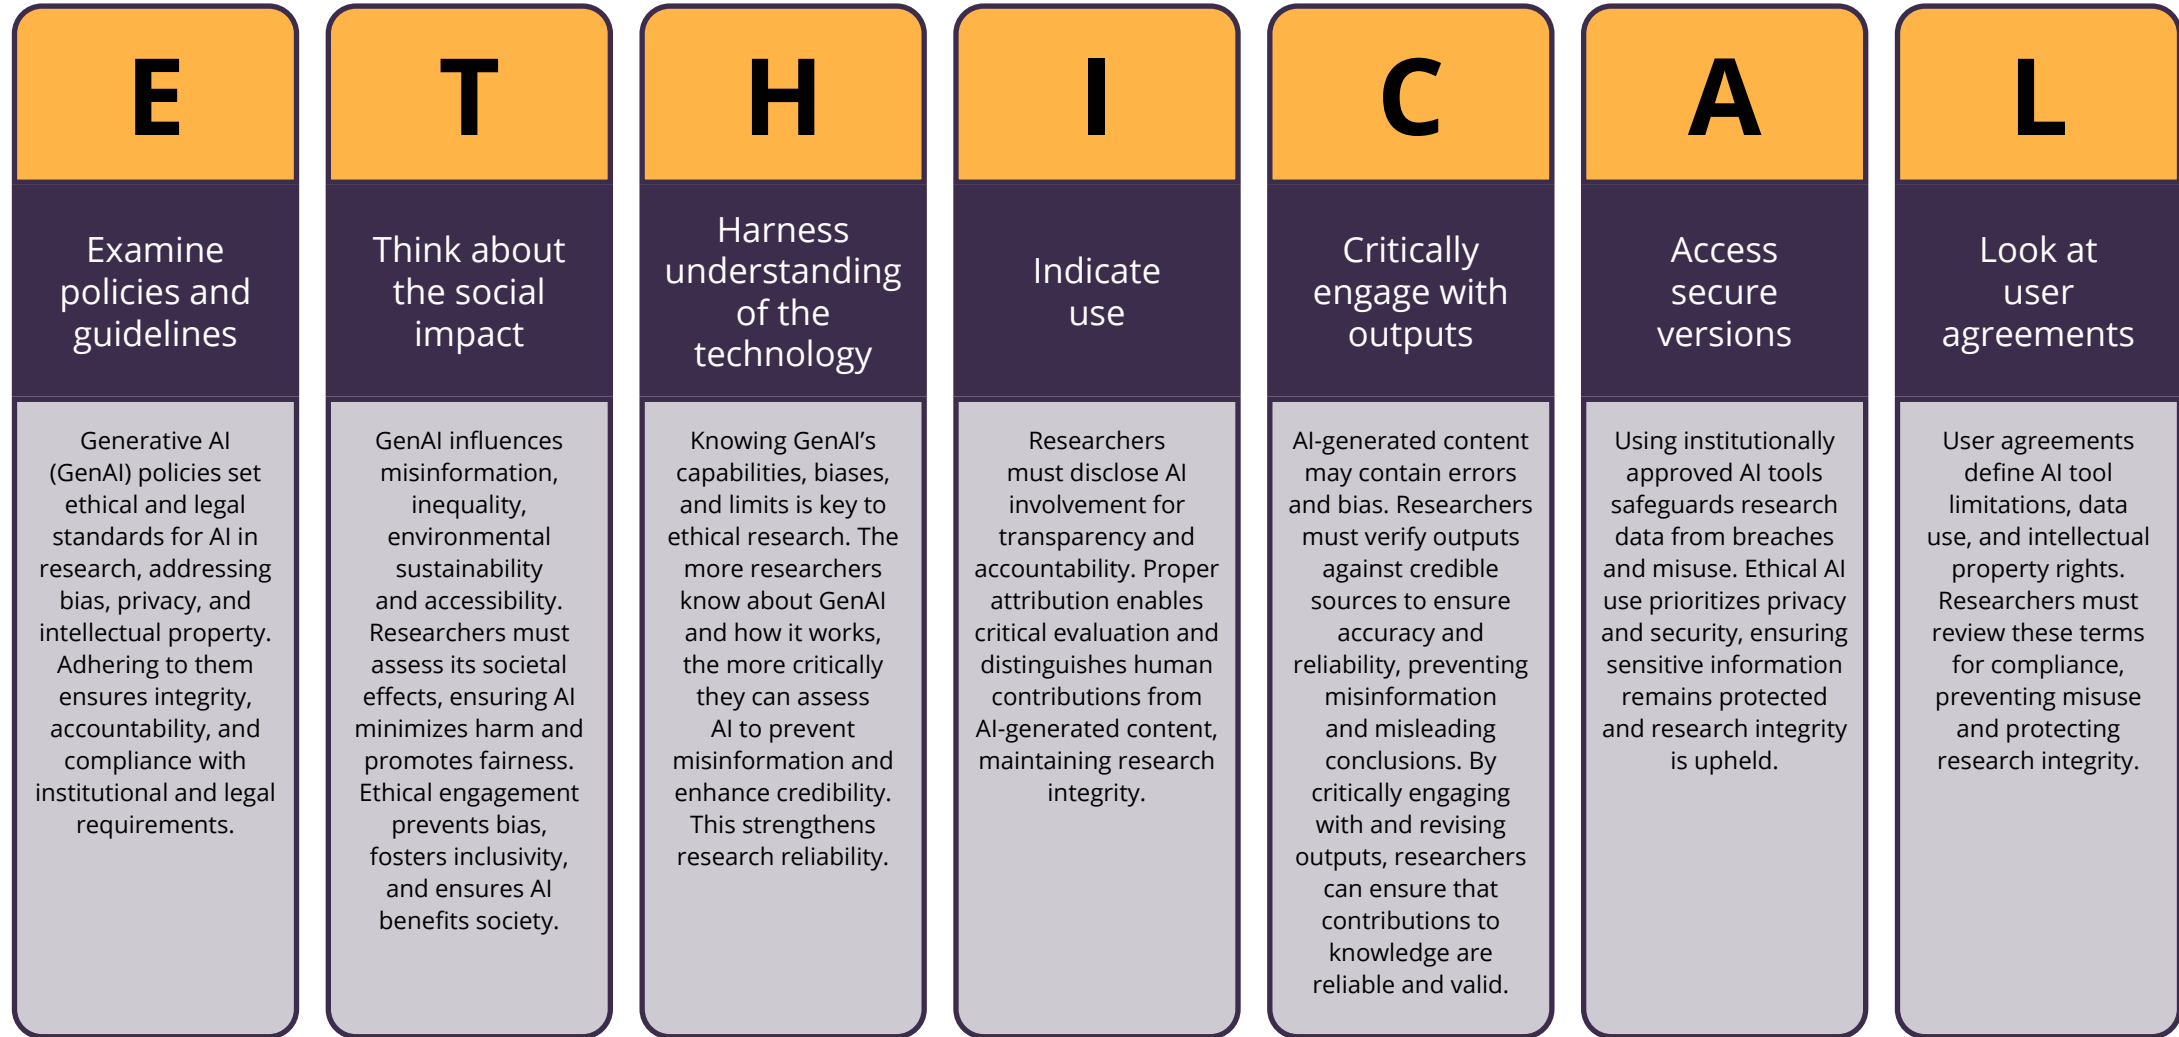 E
Examine
policies and
guidelines
Generative AI
(GenAI) policies set
ethical and legal
standards for AI in
research, addressing
bias, privacy, and
intellectual property.
Adhering to them
ensures integrity,
accountability, and
compliance with
institutional and legal
requirements.
T
Think about
the social
impact
GenAI influences
misinformation,
inequality,
environmental
sustainability
and accessibility.
Researchers must
assess its societal
effects, ensuring AI
minimizes harm and
promotes fairness.
Ethical engagement
prevents bias,
fosters inclusivity,
and ensures AI
benefits society.
H
Harness
understanding
of the
technology
Knowing GenAI’s
capabilities, biases,
and limits is key to
ethical research. The
more researchers
know about GenAI
and how it works,
the more critically
they can assess
AI to prevent
misinformation and
enhance credibility.
This strengthens
research reliability.
I
Indicate
use
Researchers
must disclose AI
involvement for
transparency and
accountability. Proper
attribution enables
critical evaluation and
distinguishes human
contributions from
AI-generated content,
maintaining research
integrity.
C
Critically
engage with
outputs
AI-generated content
may contain errors
and bias. Researchers
must verify outputs
against credible
sources to ensure
accuracy and
reliability, preventing
misinformation
and misleading
conclusions. By
critically engaging
with and revising
outputs, researchers
can ensure that
contributions to
knowledge are
reliable and valid.
A
Access
secure
versions
Using institutionally
approved AI tools
safeguards research
data from breaches
and misuse. Ethical AI
use prioritizes privacy
and security, ensuring
sensitive information
remains protected
and research integrity
is upheld.
L
Look at
user
agreements
User agreements
define AI tool
limitations, data
use, and intellectual
property rights.
Researchers must
review these terms
for compliance,
preventing misuse
and protecting
research integrity.